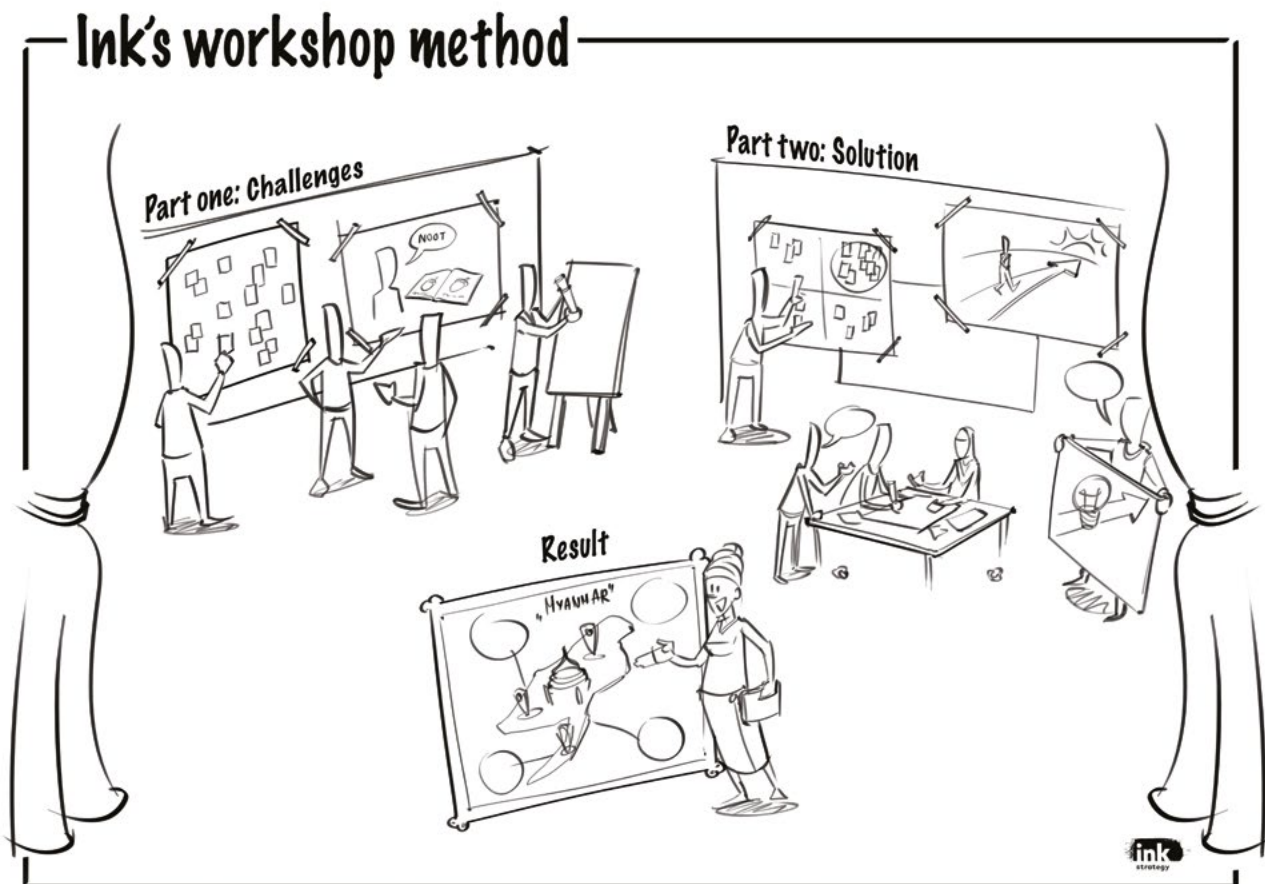 Ink's workshop method
Part one: Challenges
NOOT
Part two: Solution
Result
"MYANMAR"
ink
strategy